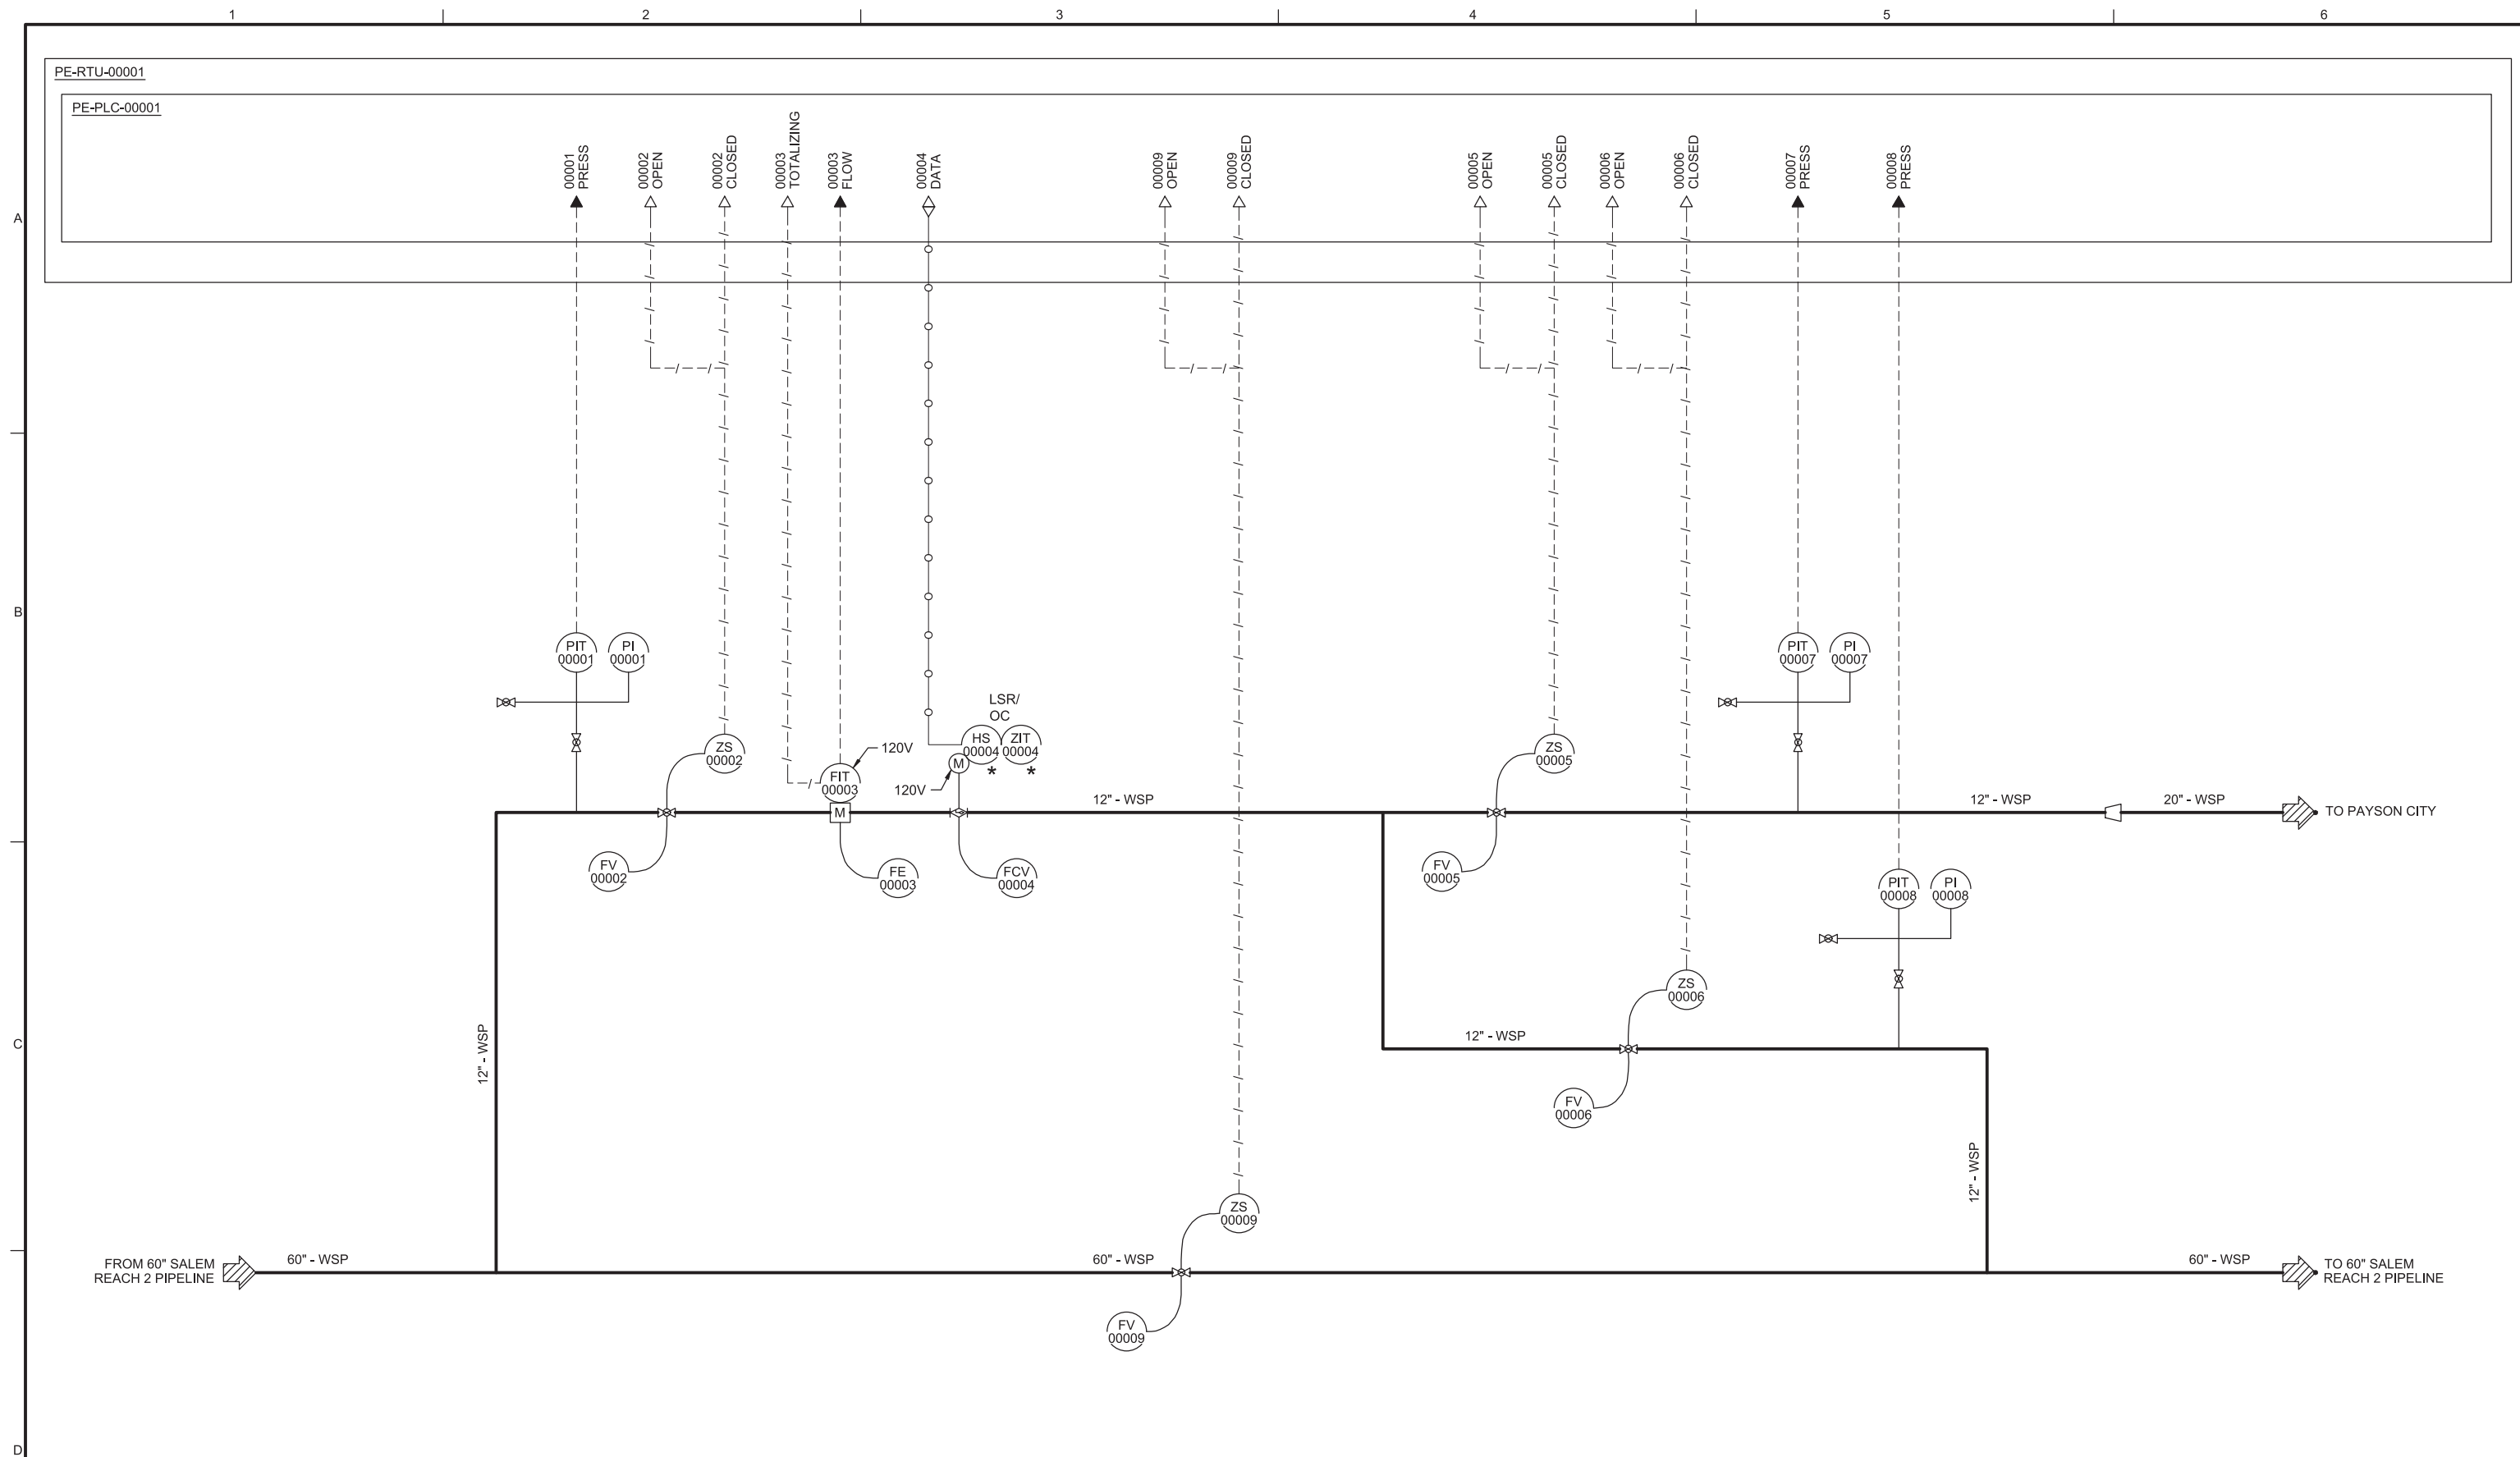 1
2
3
4
5
6
PE-RTU-00001
PE-PLC-00001
00001
PRESS
00002
OPEN
00002
CLOSED
00003
TOTALIZING
00003
FLOW
00004
DATA
00009
OPEN
00009
CLOSED
00005
OPEN
00005
CLOSED
00006
OPEN
00006
CLOSED
00007
PRESS
00008
PRESS
A
B
PIT
00001
PI
00001
PIT
00007
PI
00007
LSR/
OC
HS
00004
*
ZIT
00004
*
ZS
00002
120V
ZS
00005
M
FIT
00003
120V
12" - WSP
12" - WSP
20" - WSP
M
TO PAYSON CITY
FV
00002
FE
00003
FCV
00004
FV
00005
PIT
00008
PI
00008
ZS
00006
12" - WSP
C
12" - WSP
FV
00006
12" - WSP
ZS
00009
FROM 60" SALEM
REACH 2 PIPELINE
60" - WSP
60" - WSP
60" - WSP
TO 60" SALEM
REACH 2 PIPELINE
FV
00009
D